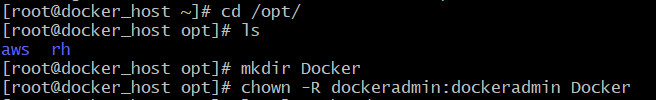 [root@docker_host ~]# cd /opt/
[root@docker_host opt]# ls
aws  rh
[root@docker_host opt]# mkdir Docker
[root@docker_host opt]# chown -R dockeradmin:dockeradmin Docker